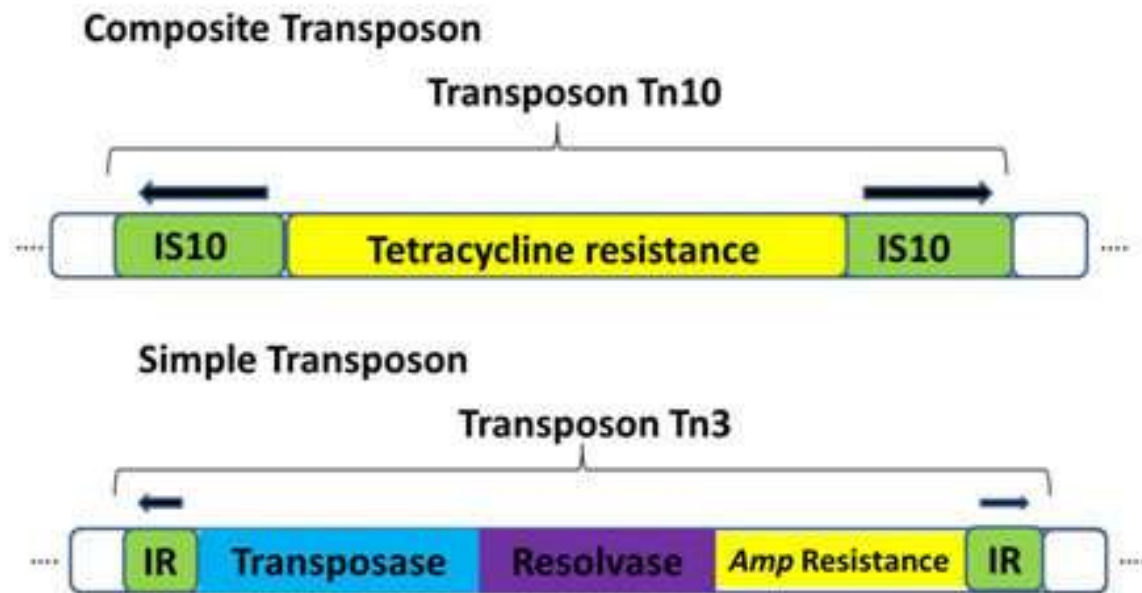 Composite Transposon
Transposon Tn10
.... IS10 Tetracycline resistance IS10 ....
Simple Transposon
Transposon Tn3
.... IR Transposase Resolvase Amp Resistance IR ....